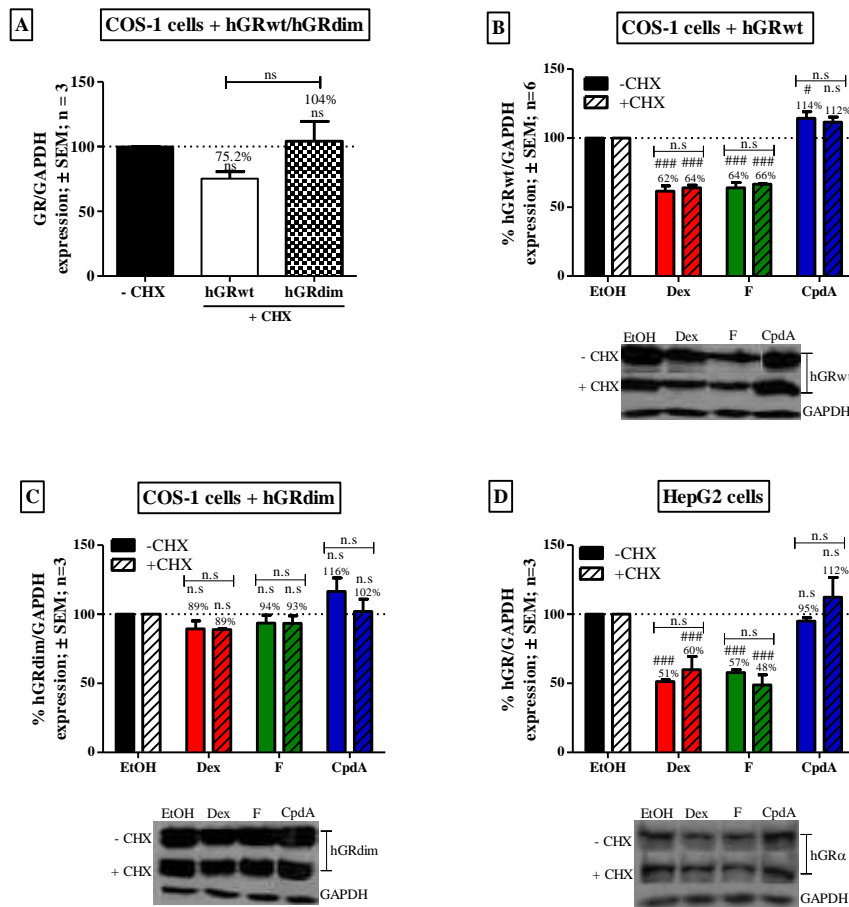 A
COS-1 cells + hGRwt/hGRdim
GR/GAPDH
expression; ± SEM; n = 3
150
100
50
0
ns
75.2%
ns
104%
ns
- CHX
hGRwt
hGRdim
+ CHX
B
COS-1 cells + hGRwt
% hGRwt/GAPDH
expression; ± SEM; n=6
150
100
50
0
-CHX
+CHX
n.s
n.s
n.s
###
###
###
###
#
n.s
62%
64%
64%
66%
114%
112%
EtOH
Dex
F
CpdA
EtOH
Dex
F
CpdA
- CHX
+ CHX
hGRwt
GAPDH
C
COS-1 cells + hGRdim
% hGRdim/GAPDH
expression; ± SEM; n=3
150
100
50
0
-CHX
+CHX
n.s
n.s
n.s
n.s
n.s
n.s
n.s
n.s
n.s
89%
89%
94%
93%
116%
102%
EtOH
Dex
F
CpdA
EtOH
Dex
F
CpdA
- CHX
+ CHX
hGRdim
GAPDH
D
HepG2 cells
% hGR/GAPDH
expression; ± SEM; n=3
150
100
50
0
-CHX
+CHX
n.s
n.s
n.s
###
###
###
###
n.s
n.s
51%
60%
57%
48%
95%
112%
EtOH
Dex
F
CpdA
EtOH
Dex
F
CpdA
- CHX
+ CHX
hGRα
GAPDH